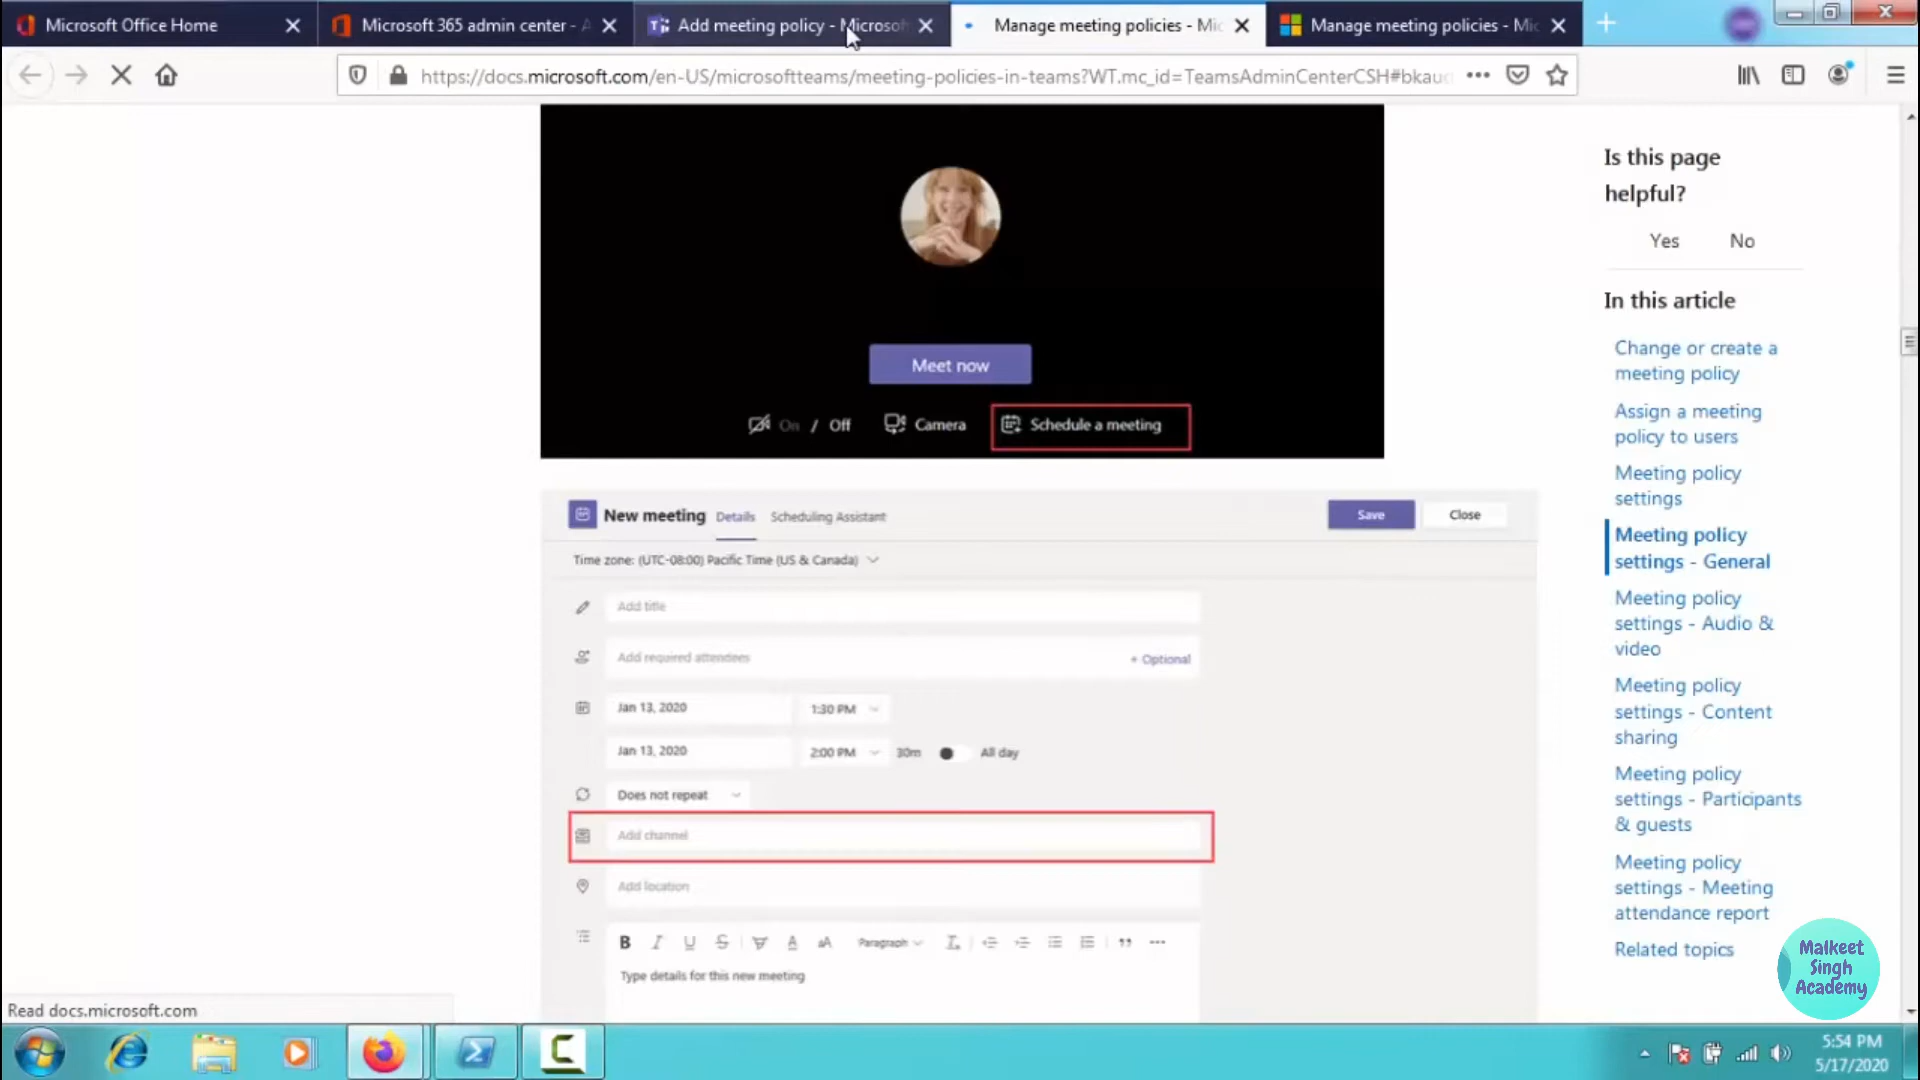 Microsoft Office Home
Microsoft 365 admin center - A
Add meeting policy - Microsoft
Manage meeting policies - Mic
Manage meeting policies - Mic
https://docs.microsoft.com/en-US/microsoftteams/meeting-policies-in-teams?WT.mc_id=TeamsAdminCenterCSH#bkaud
Meet now
On / Off
Camera
Schedule a meeting
New meeting
Details
Scheduling Assistant
Save
Close
Time zone: (UTC-08:00) Pacific Time (US & Canada)
Add title
Add required attendees
+ Optional
Jan 13, 2020
1:30 PM
Jan 13, 2020
2:00 PM
30m
All day
Does not repeat
Add channel
Add location
B I U S A AA Paragraph
Type details for this new meeting
Is this page
helpful?
Yes
No
In this article
Change or create a
meeting policy
Assign a meeting
policy to users
Meeting policy
settings
Meeting policy
settings - General
Meeting policy
settings - Audio &
video
Meeting policy
settings - Content
sharing
Meeting policy
settings - Participants
& guests
Meeting policy
settings - Meeting
attendance report
Related topics
Malkeet
Singh
Academy
Read docs.microsoft.com
5:54 PM
5/17/2020